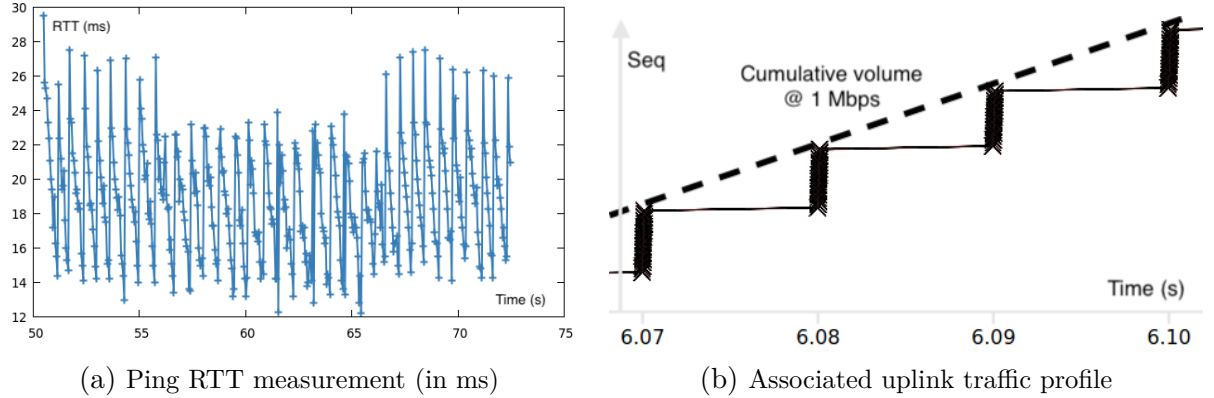 RTT (ms)
30
28
26
24
22
20
18
16
14
12
50
55
60
65
70
75
Time (s)
(a) Ping RTT measurement (in ms)
Seq
Cumulative volume
@ 1 Mbps
Time (s)
6.07
6.08
6.09
6.10
(b) Associated uplink traffic profile